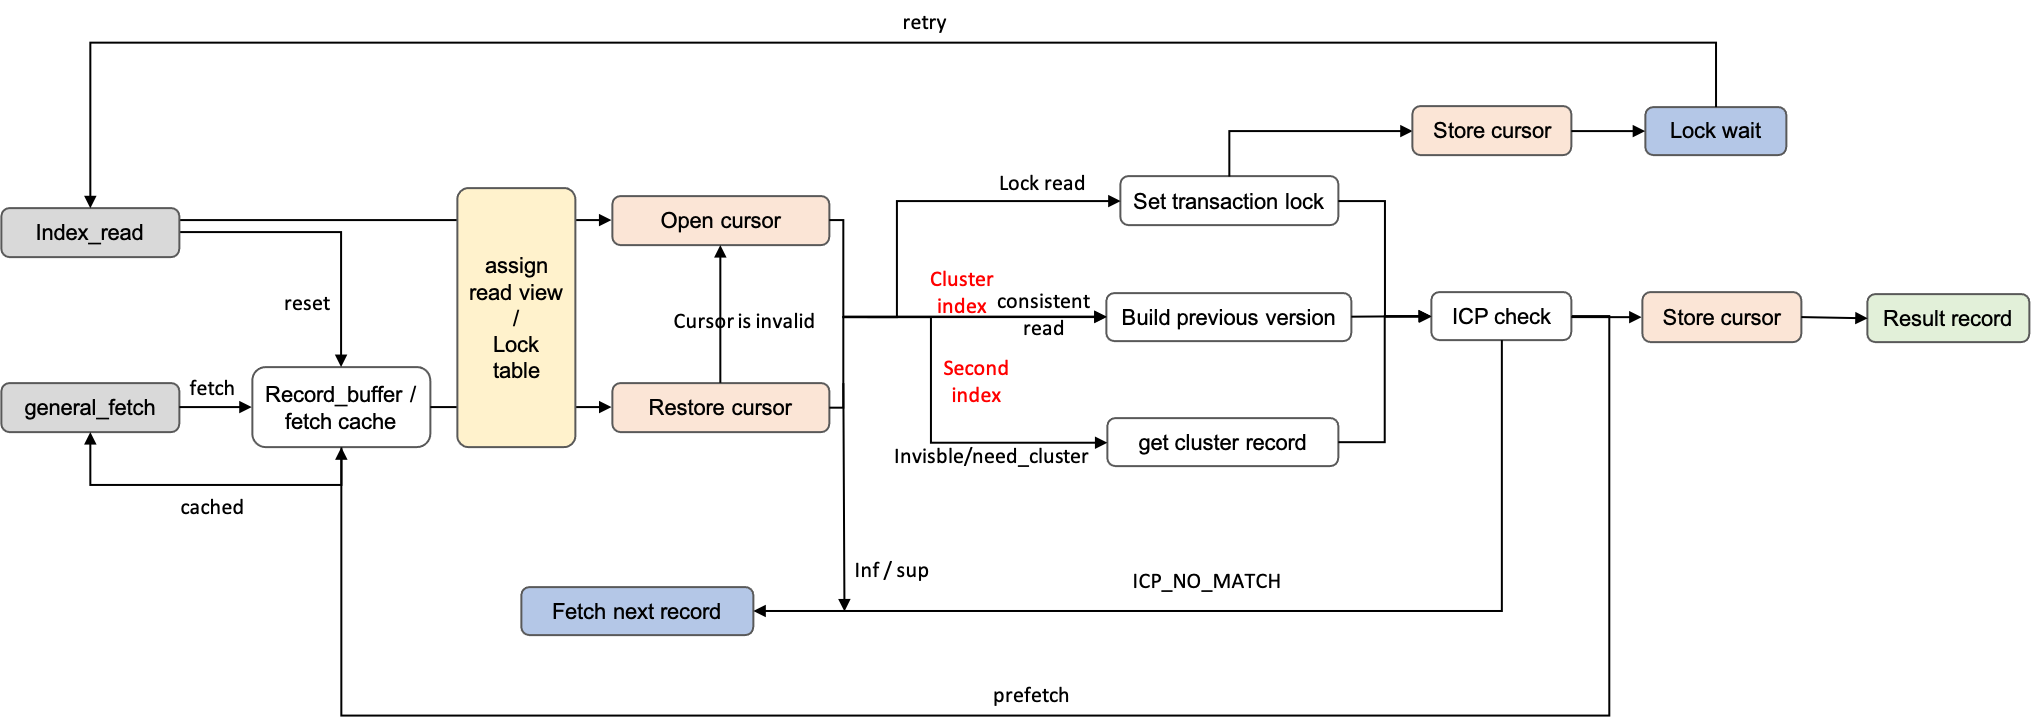 retry
Store cursor
Lock wait
Lock read
Set transaction lock
Index_read
Open cursor
assign
read view
/
Lock
table
reset
Cursor is invalid
Cluster
index
consistent
read
Build previous version
ICP check
Store cursor
Result record
Second
index
general_fetch
fetch
Record_buffer /
fetch cache
Restore cursor
get cluster record
Invisble/need_cluster
cached
Inf / sup
ICP_NO_MATCH
Fetch next record
prefetch